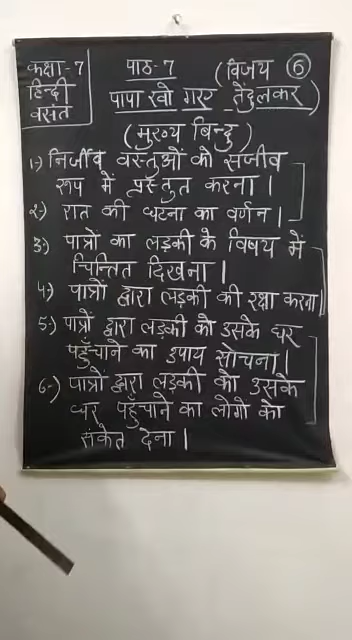 कक्षा-7 पाठ-7 (विजय 6
हिन्दी पापा खो गए तेंदुलकर)
वसंत
(मुख्य बिन्दु)
1-) निर्जीव वस्तुओं को सजीव
रूप में प्रस्तुत करना।
2-) रात की घटना का वर्णन।
3-) पात्रों का लड़की के विषय में
चिन्तित दिखना।
4-) पात्रों द्वारा लड़की की रक्षा करना।
5-) पात्रों द्वारा लड़की को उसके घर
पहुँचाने का उपाय सोचना।
6-) पात्रों द्वारा लड़की को उसके
घर पहुँचाने का लोगो को
संकेत देना।